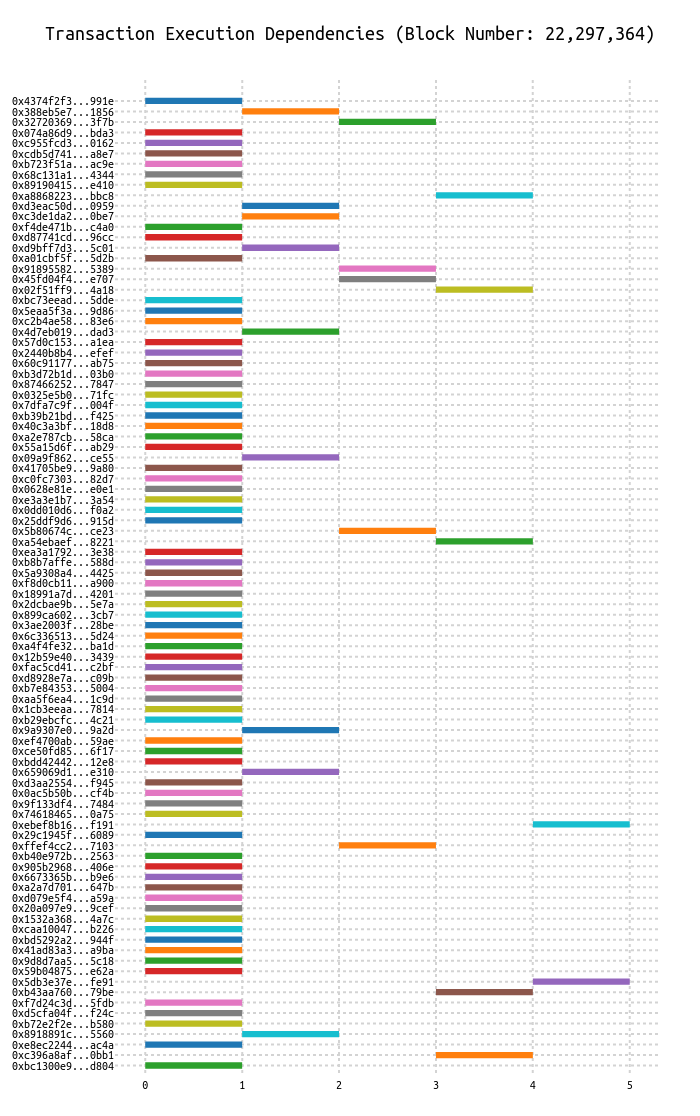 Transaction Execution Dependencies (Block Number: 22,297,364)
0x4374f2f3...991e
0x388eb5e7...1856
0x32720369...3f7b
0x074a86d9...bda3
0xc955fcd3...0162
0xcdb5d741...a8e7
0xb723f51a...ac9e
0x68c131a1...4344
0x89190415...e410
0xa8868223...bbc8
0xd3eac50d...0959
0xc3de1da2...0be7
0xf4de471b...c4a0
0xd87741cd...96cc
0xd9bff7d3...5c01
0xa01cbf5f...5d2b
0x91895582...5389
0x45fd04f4...e707
0x02f51ff9...4a18
0xbc73eead...5dde
0x5eaa5f3a...9d86
0xc2b4ae58...83e6
0x4d7eb019...dad3
0x57d0c153...a1ea
0x2440b8b4...efef
0x60c91177...ab75
0xb3d72b1d...03b0
0x87466252...7847
0x0325e5b0...71fc
0x7dfa7c9f...004f
0xb39b21bd...f425
0x40c3a3bf...18d8
0xa2e787cb...58ca
0x55a15d6f...ab29
0x09a9f862...ce55
0x41705be9...9a80
0xc0fc7303...82d7
0x0628e81e...e0e1
0xe3a3e1b7...3a54
0x0dd010d6...f0a2
0x25ddf9d6...915d
0x5b80674c...ce23
0xa54ebaef...8221
0xea3a1792...3e38
0xb8b7affe...588d
0x5a9308a4...4425
0xf8d0cb11...a900
0x18991a7d...4201
0x2dcbae9b...5e7a
0x899ca602...3cb7
0x3ae2003f...28be
0x6c336513...5d24
0xa4f4fe32...ba1d
0x12b59e40...3439
0xfac5cd41...c2bf
0xd8928e7a...c09b
0xb7e84353...5004
0xaa5f6ea4...1c9d
0x1cb3eeaa...7814
0xb29ebcfc...4c21
0x9a9307e0...9a2d
0xef4700ab...59ae
0xce50fd85...6f17
0xbdd42442...12e8
0x659069d1...e310
0xd3aa2554...f945
0x0ac5b50b...cf4b
0x9f133df4...7484
0x74618465...0a75
0xebef8b16...f191
0x29c1945f...6089
0xffef4cc2...7103
0xb40e972b...2563
0x905b2968...406e
0x6673365b...b9e6
0xa2a7d701...647b
0xd079e5f4...a59a
0x20a097e9...9cef
0x1532a368...4a7c
0xcaa10047...b226
0xbd5292a2...944f
0x41ad83a3...a9ba
0x9d8d7aa5...5c18
0x59b04875...e62a
0x5db3e37e...fe91
0xb43aa760...79be
0xf7d24c3d...5fdb
0xd5cfa04f...f24c
0xb72e2f2e...b580
0x8918891c...5560
0xe8ec2244...ac4a
0xc396a8af...0bb1
0xbc1300e9...d804
0 1 2 3 4 5